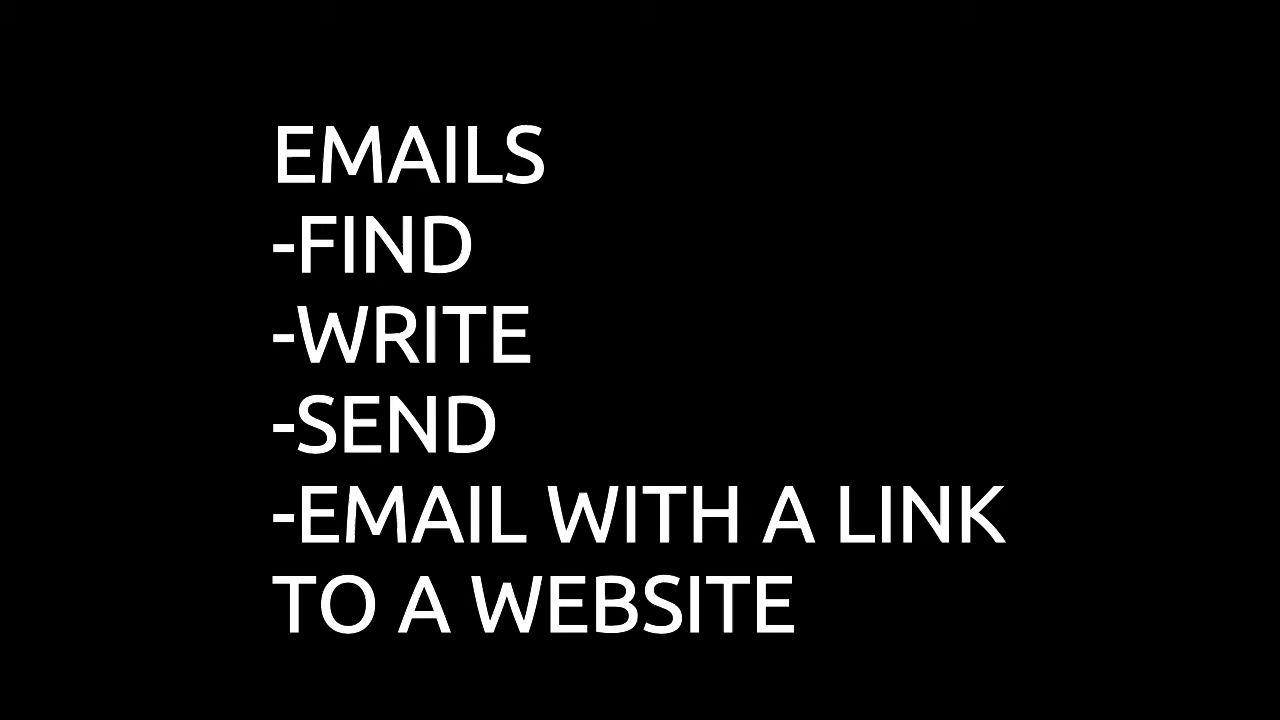 EMAILS
-FIND
-WRITE
-SEND
-EMAIL WITH A LINK
TO A WEBSITE